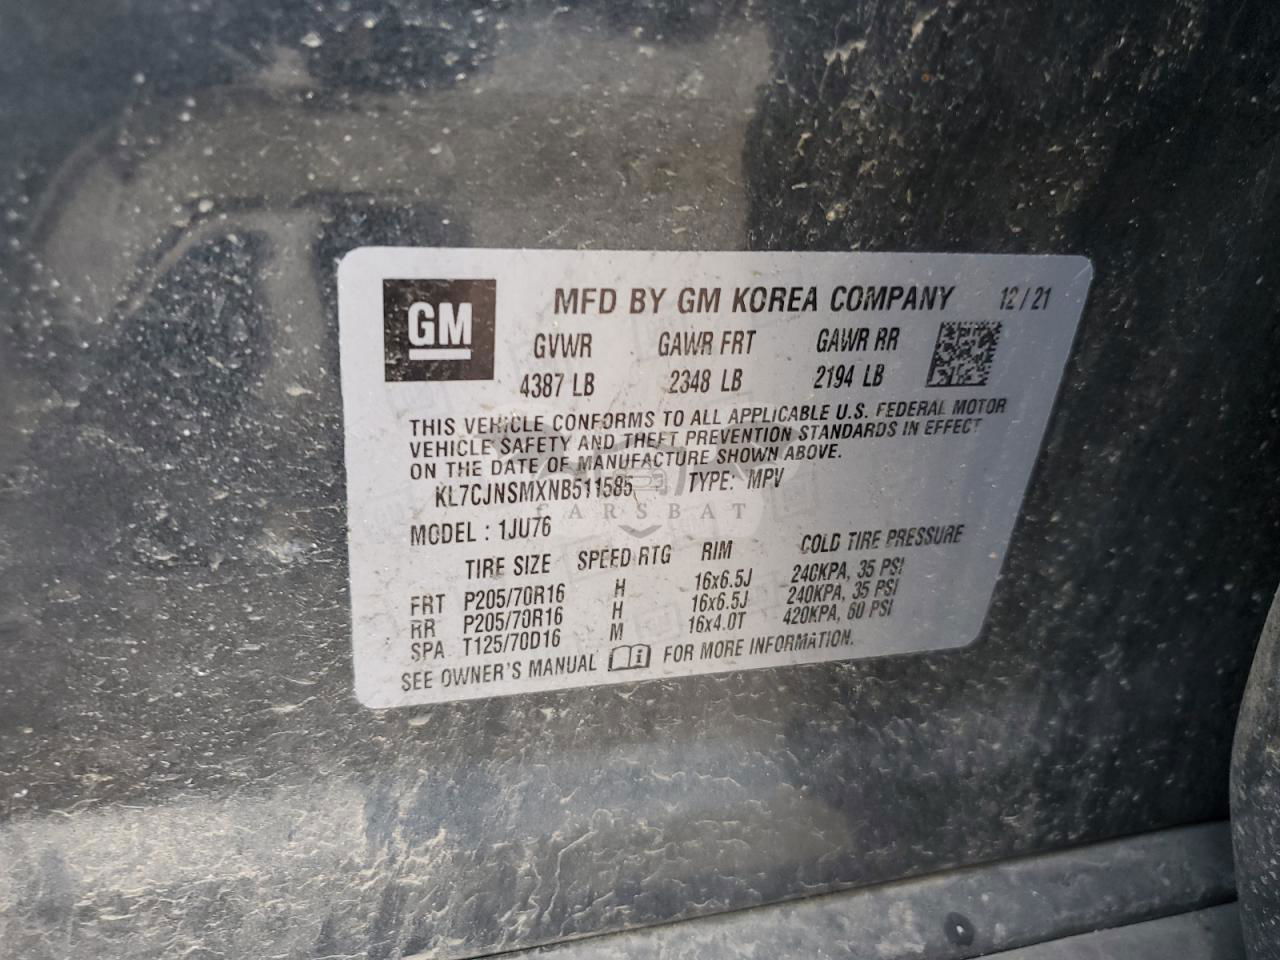 GM MFD BY GM KOREA COMPANY 12/21
GVWR GAWR FRT GAWR RR
4387 LB 2348 LB 2194 LB
THIS VEHICLE CONFORMS TO ALL APPLICABLE U.S. FEDERAL MOTOR
VEHICLE SAFETY AND THEFT PREVENTION STANDARDS IN EFFECT
ON THE DATE OF MANUFACTURE SHOWN ABOVE.
KL7CJNSMXNB511585 TYPE: MPV
CARSBAT
MODEL : 1JU76
TIRE SIZE SPEED RTG RIM COLD TIRE PRESSURE
FRT P205/70R16 H 16x6.5J 240KPA, 35 PSI
RR P205/70R16 H 16x6.5J 240KPA, 35 PSI
SPA T125/70D16 M 16x4.0T 420KPA, 60 PSI
SEE OWNER'S MANUAL FOR MORE INFORMATION.